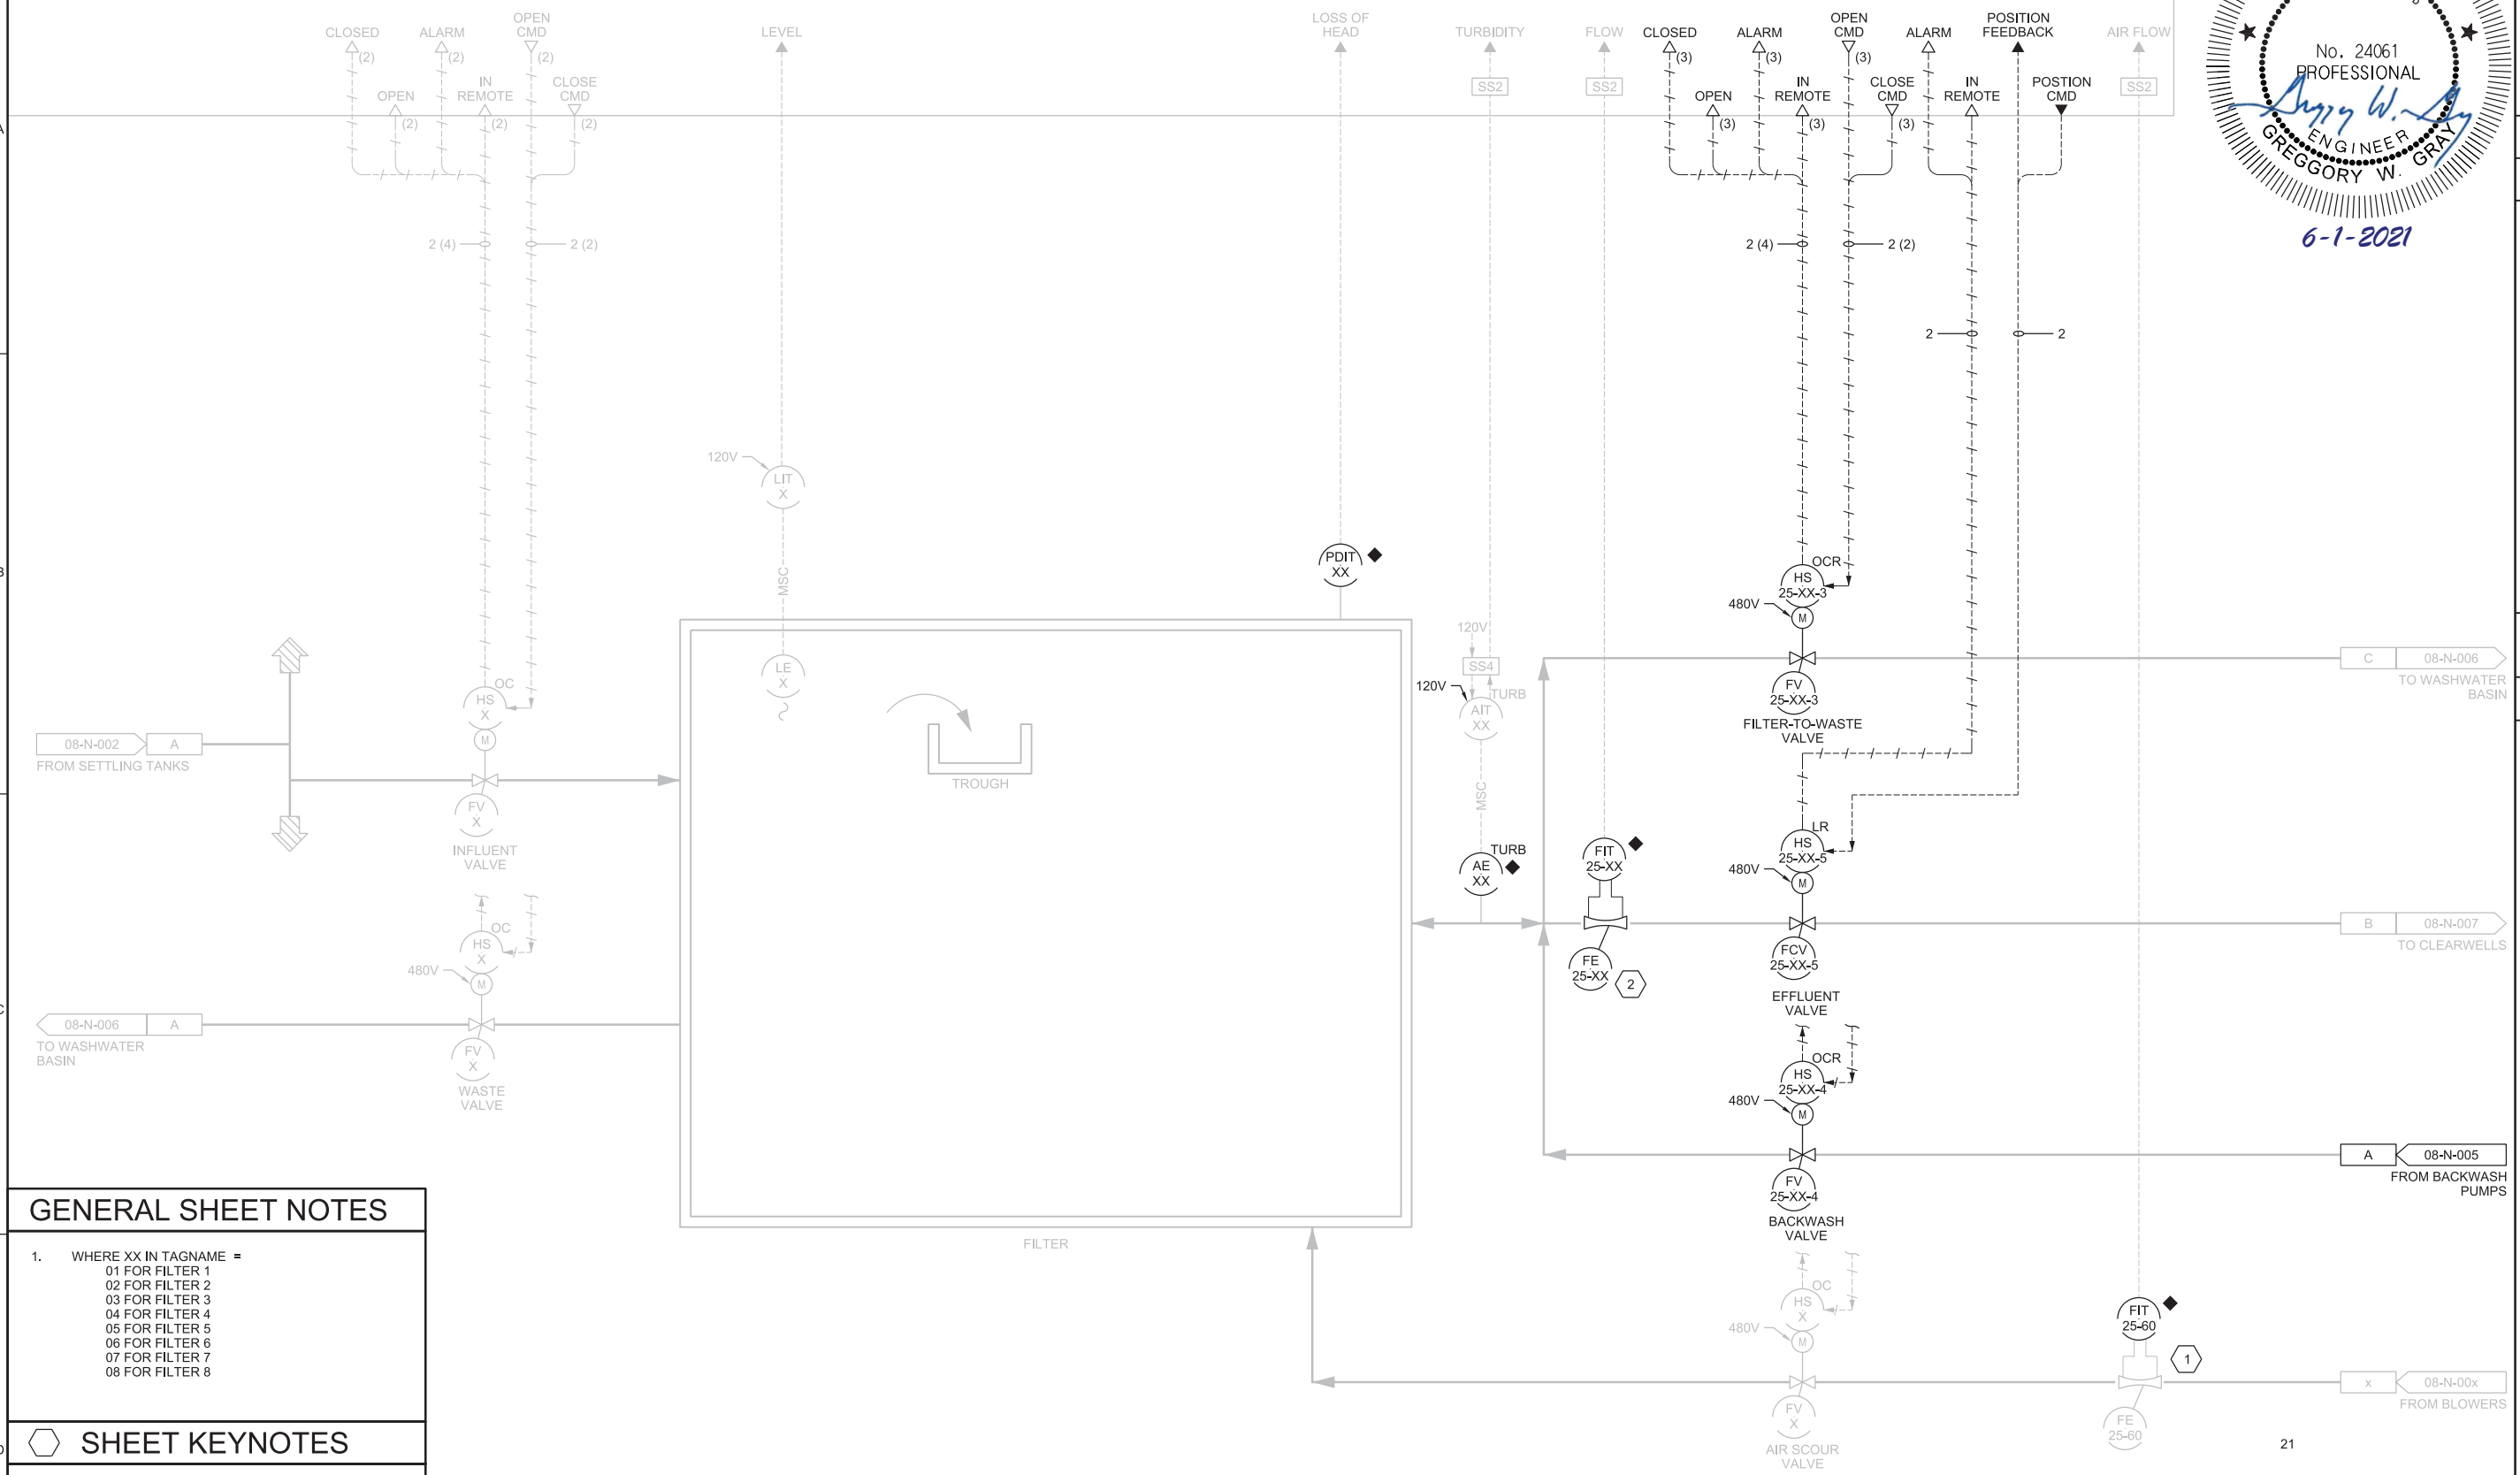 CLOSED
(2)
OPEN
(2)
ALARM
(2)
IN
REMOTE
(2)
OPEN
CMD
(2)
CLOSE
CMD
(2)
2 (4)
2 (2)
LEVEL
LOSS OF
HEAD
TURBIDITY
SS2
FLOW
SS2
CLOSED
(3)
OPEN
(3)
ALARM
(3)
IN
REMOTE
(3)
OPEN
CMD
(3)
CLOSE
CMD
(3)
ALARM
IN
REMOTE
POSITION
FEEDBACK
POSTION
CMD
AIR FLOW
SS2
2 (4)
2 (2)
2
2
No. 24061
PROFESSIONAL
ENGINEER
GREGGORY W. GRAY
6-1-2021
120V
LIT
X
MSC
LE
X
PDIT
XX
TROUGH
FILTER
08-N-002
A
FROM SETTLING TANKS
OC
HS
X
M
FV
X
INFLUENT
VALVE
OC
HS
X
480V
M
FV
X
WASTE
VALVE
08-N-006
A
TO WASHWATER
BASIN
120V
SS4
120V
TURB
AIT
XX
MSC
TURB
AE
XX
FIT
25-XX
FE
25-XX
2
OCR
HS
25-XX-3
480V
M
FV
25-XX-3
FILTER-TO-WASTE
VALVE
C
08-N-006
TO WASHWATER
BASIN
LR
HS
25-XX-5
480V
M
FCV
25-XX-5
EFFLUENT
VALVE
B
08-N-007
TO CLEARWELLS
OCR
HS
25-XX-4
480V
M
FV
25-XX-4
BACKWASH
VALVE
A
08-N-005
FROM BACKWASH
PUMPS
OC
HS
X
480V
M
FV
X
AIR SCOUR
VALVE
FIT
25-60
1
FE
25-60
x
08-N-00x
FROM BLOWERS
21
GENERAL SHEET NOTES
1. WHERE XX IN TAGNAME =
01 FOR FILTER 1
02 FOR FILTER 2
03 FOR FILTER 3
04 FOR FILTER 4
05 FOR FILTER 5
06 FOR FILTER 6
07 FOR FILTER 7
08 FOR FILTER 8
SHEET KEYNOTES